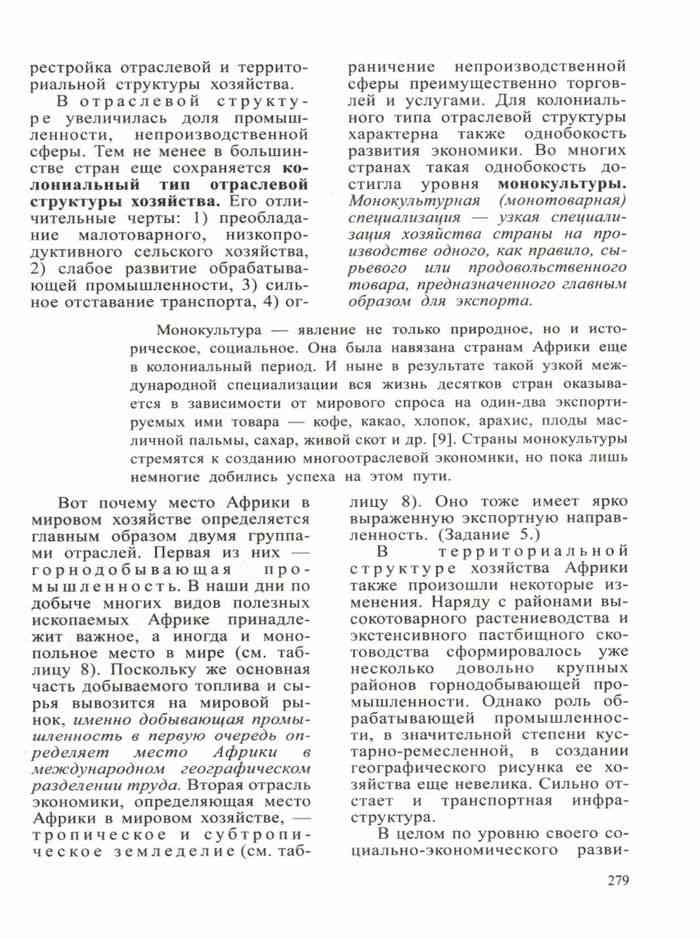 рестройка отраслевой и террито-
риальной структуры хозяйства.
В отраслевой структу-
ре увеличилась доля промыш-
ленности, непроизводственной
сферы. Тем не менее в большин-
стве стран еще сохраняется ко-
лониальный тип отраслевой
структуры хозяйства. Его отли-
чительные черты: 1) преоблада-
ние малотоварного, низкопро-
дуктивного сельского хозяйства,
2) слабое развитие обрабатыва-
ющей промышленности, 3) силь-
ное отставание транспорта, 4) ог-
раничение непроизводственной
сферы преимущественно торгов-
лей и услугами. Для колониаль-
ного типа отраслевой структуры
характерна также однобокость
развития экономики. Во многих
странах такая однобокость до-
стигла уровня монокультуры.
Монокультурная (монотоварная)
специализация — узкая специали-
зация хозяйства страны на про-
изводстве одного, как правило, сы-
рьевого или продовольственного
товара, предназначенного главным
образом для экспорта.
Монокультура — явление не только природное, но и исто-
рическое, социальное. Она была навязана странам Африки еще
в колониальный период. И ныне в результате такой узкой меж-
дународной специализации вся жизнь десятков стран оказыва-
ется в зависимости от мирового спроса на один-два экспорти-
руемых ими товара — кофе, какао, хлопок, арахис, плоды мас-
личной пальмы, сахар, живой скот и др. [9]. Страны монокультуры
стремятся к созданию многоотраслевой экономики, но пока лишь
немногие добились успеха на этом пути.
Вот почему место Африки в
мировом хозяйстве определяется
главным образом двумя группа-
ми отраслей. Первая из них —
горнодобывающая про-
мышленность. В наши дни по
добыче многих видов полезных
ископаемых Африке принадле-
жит важное, а иногда и моно-
польное место в мире (см. таб-
лицу 8). Поскольку же основная
часть добываемого топлива и сы-
рья вывозится на мировой ры-
нок, именно добывающая промы-
шленность в первую очередь оп-
ределяет место Африки в
международном географическом
разделении труда. Вторая отрасль
экономики, определяющая место
Африки в мировом хозяйстве, —
тропическое и субтропи-
ческое земледелие (см. таб-
лицу 8). Оно тоже имеет ярко
выраженную экспортную направ-
ленность. (Задание 5.)
В территориальной
структуре хозяйства Африки
также произошли некоторые из-
менения. Наряду с районами вы-
сокотоварного растениеводства и
экстенсивного пастбищного ско-
товодства сформировалось уже
несколько довольно крупных
районов горнодобывающей про-
мышленности. Однако роль об-
рабатывающей промышленнос-
ти, в значительной степени кус-
тарно-ремесленной, в создании
географического рисунка ее хо-
зяйства еще невелика. Сильно от-
стает и транспортная инфра-
структура.
В целом по уровню своего со-
циально-экономического разви-
279